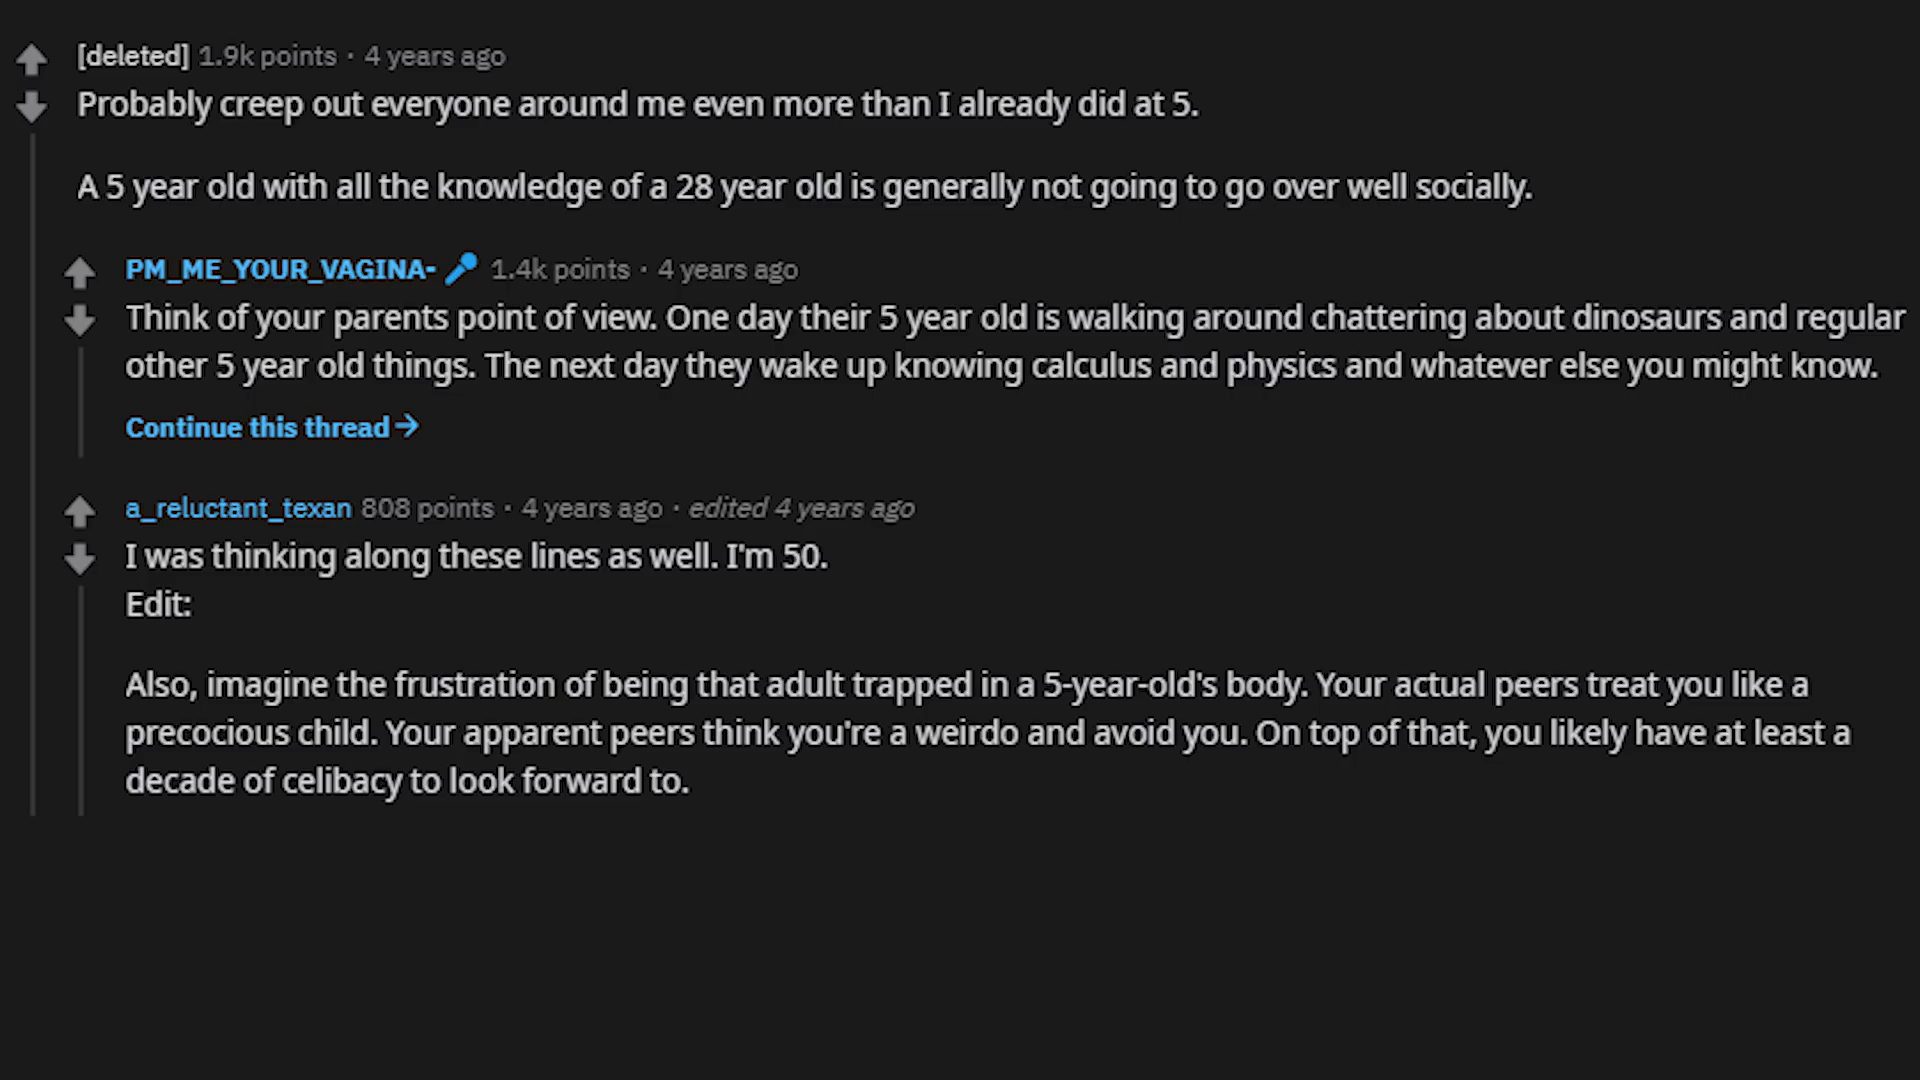 [deleted] 1.9k points · 4 years ago
Probably creep out everyone around me even more than I already did at 5.
A 5 year old with all the knowledge of a 28 year old is generally not going to go over well socially.
PM_ME_YOUR_VAGINA- 1.4k points · 4 years ago
Think of your parents point of view. One day their 5 year old is walking around chattering about dinosaurs and regular
other 5 year old things. The next day they wake up knowing calculus and physics and whatever else you might know.
Continue this thread→
a_reluctant_texan 808 points · 4 years ago · edited 4 years ago
I was thinking along these lines as well. I'm 50.
Edit:
Also, imagine the frustration of being that adult trapped in a 5-year-old's body. Your actual peers treat you like a
precocious child. Your apparent peers think you're a weirdo and avoid you. On top of that, you likely have at least a
decade of celibacy to look forward to.